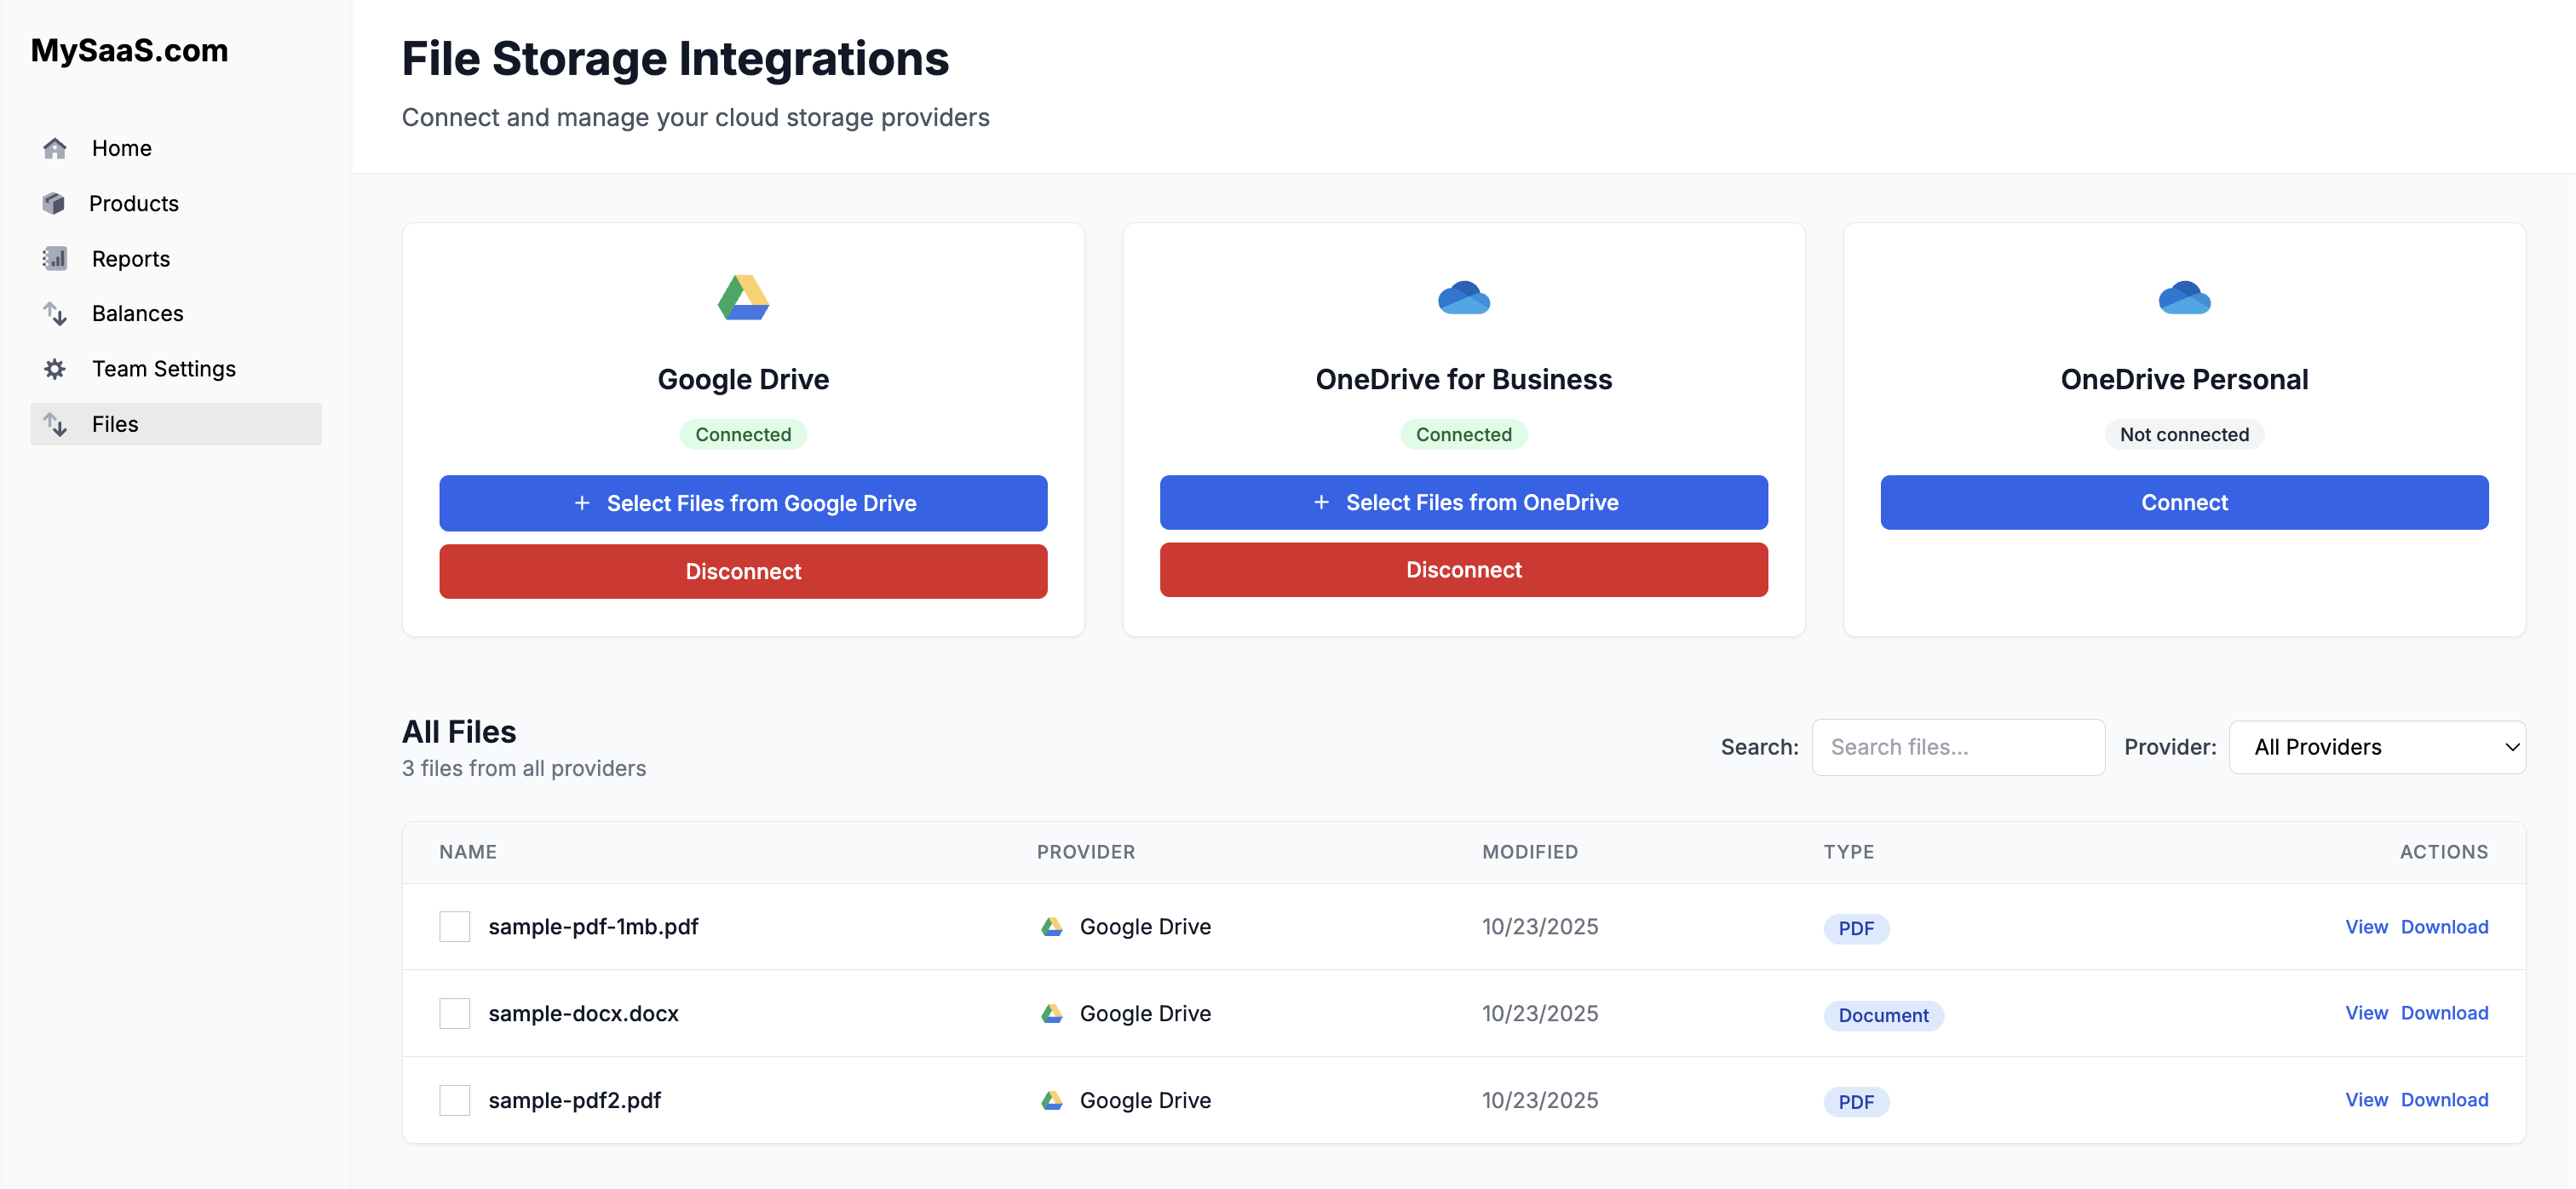 MySaaS.com
Home
Products
Reports
Balances
Team Settings
Files
File Storage Integrations
Connect and manage your cloud storage providers
Google Drive
Connected
+ Select Files from Google Drive
Disconnect
OneDrive for Business
Connected
+ Select Files from OneDrive
Disconnect
OneDrive Personal
Not connected
Connect
All Files
3 files from all providers
Search: Search files... Provider: All Providers
NAME PROVIDER MODIFIED TYPE ACTIONS
sample-pdf-1mb.pdf Google Drive 10/23/2025 PDF View Download
sample-docx.docx Google Drive 10/23/2025 Document View Download
sample-pdf2.pdf Google Drive 10/23/2025 PDF View Download